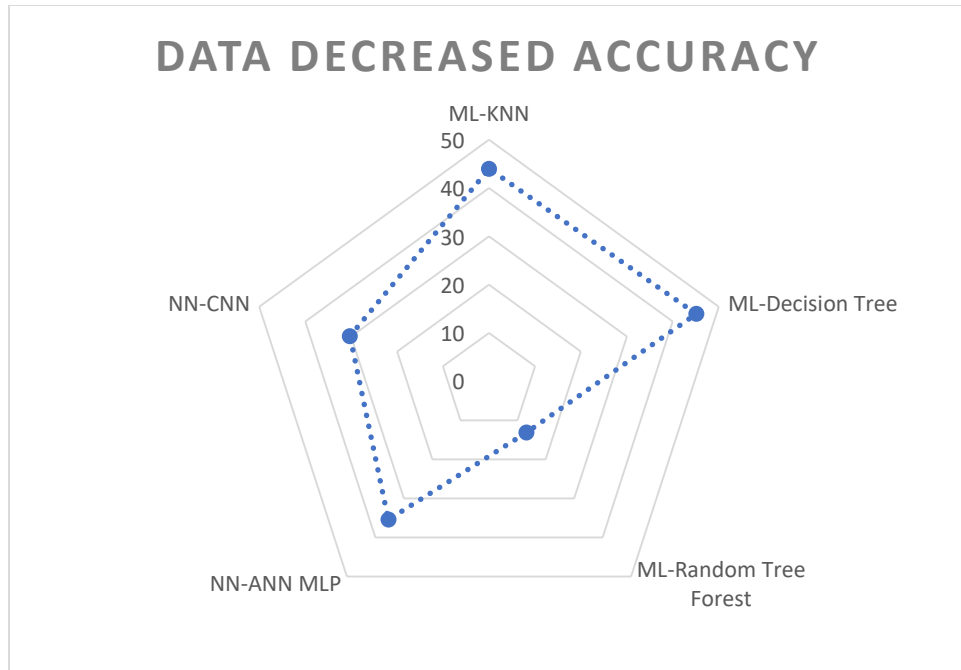 DATA DECREASED ACCURACY
ML-KNN
50
40
30
20
10
0
NN-CNN
ML-Decision Tree
NN-ANN MLP
ML-Random Tree
Forest